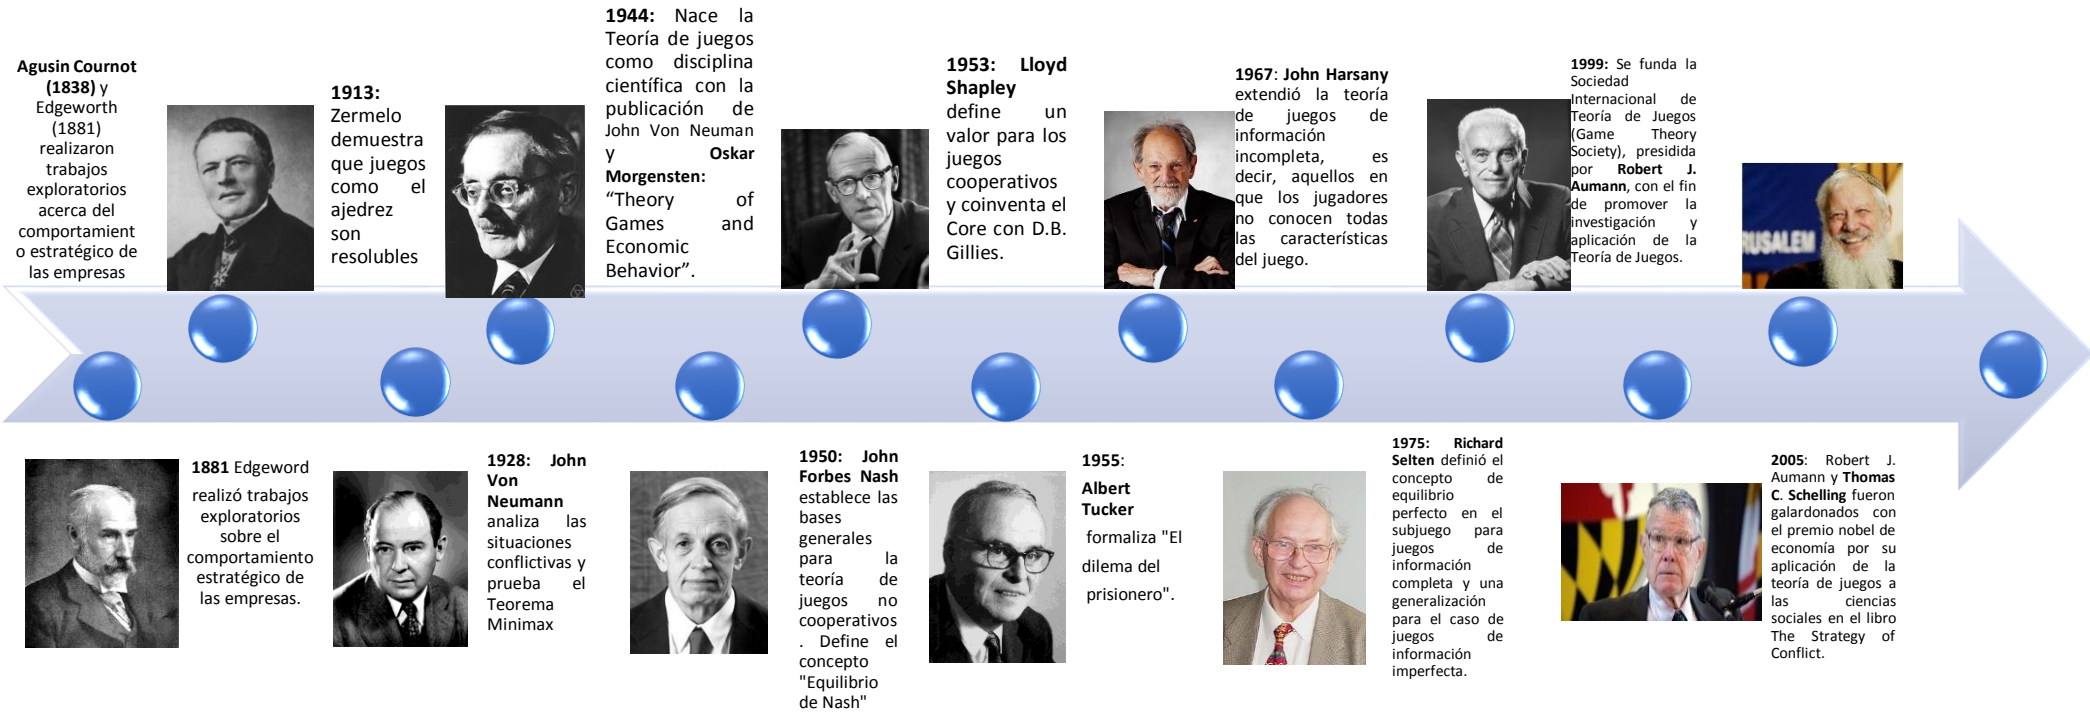 Agusin Cournot
(1838) y
Edgeworth
(1881)
realizaron
trabajos
exploratorios
acerca del
comportamient
o estratégico de
las empresas
1913:
Zermelo
demuestra
que juegos
como el
ajedrez
son
resolubles
1944: Nace la
Teoría de juegos
como disciplina
científica con la
publicación de
John Von Neuman
y Oskar
Morgensten:
“Theory of
Games and
Economic
Behavior”.
1953: Lloyd
Shapley
define un
valor para los
juegos
cooperativos
y coinventa el
Core con D.B.
Gillies.
1967: John Harsany
extendió la teoría
de juegos de
información
incompleta, es
decir, aquellos en
que los jugadores
no conocen todas
las características
del juego.
1999: Se funda la
Sociedad
Internacional de
Teoría de Juegos
(Game Theory
Society), presidida
por Robert J.
Aumann, con el fin
de promover la
investigación y
aplicación de la
Teoría de Juegos.
RUSALEM
1881 Edgeword
realizó trabajos
exploratorios
sobre el
comportamiento
estratégico de
las empresas.
1928: John
Von
Neumann
analiza las
situaciones
conflictivas y
prueba el
Teorema
Minimax
1950: John
Forbes Nash
establece las
bases
generales
para la
teoría de
juegos no
cooperativos
. Define el
concepto
"Equilibrio
de Nash"
1955:
Albert
Tucker
formaliza "El
dilema del
prisionero".
1975: Richard
Selten definió el
concepto de
equilibrio
perfecto en el
subjuego para
juegos de
información
completa y una
generalización
para el caso de
juegos de
información
imperfecta.
2005: Robert J.
Aumann y Thomas
C. Schelling fueron
galardonados con
el premio nobel de
economía por su
aplicación de la
teoría de juegos a
las ciencias
sociales en el libro
The Strategy of
Conflict.